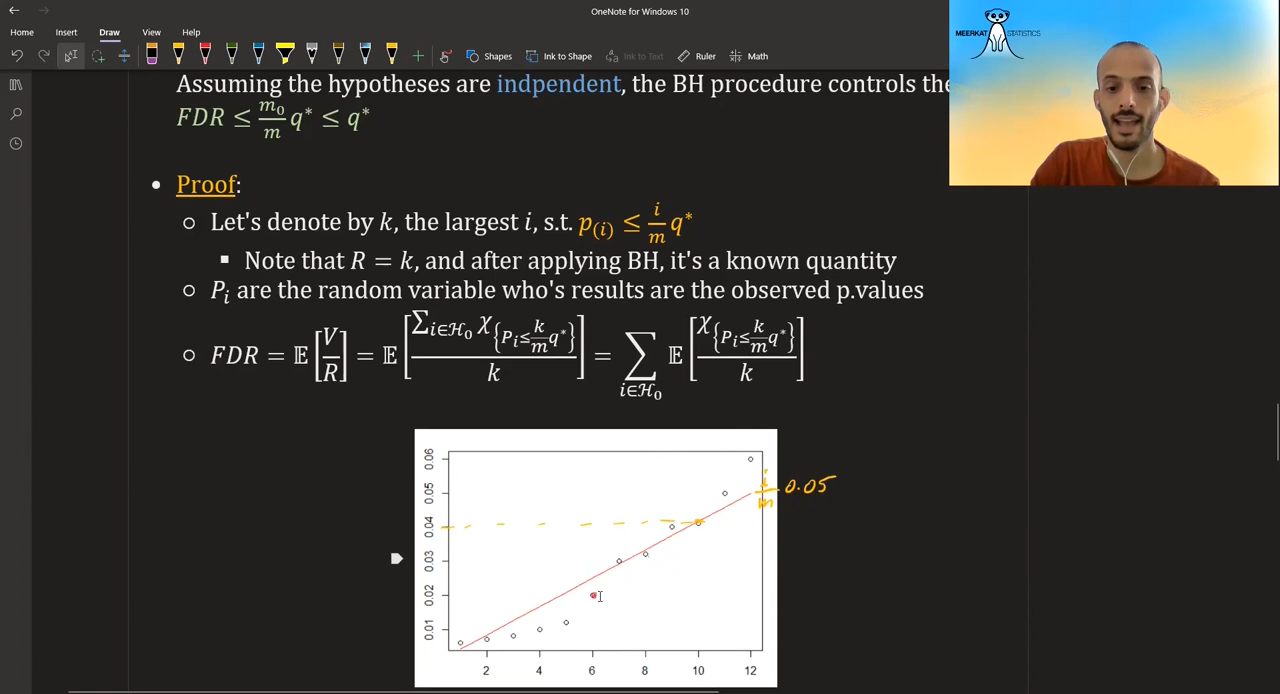 OneNote for Windows 10
Home Insert Draw View Help
Shapes Ink to Shape Ink to Text Ruler Math
MEERKAT STATISTICS
Assuming the hypotheses are indpendent, the BH procedure controls the
FDR ≤ m₀/m q* ≤ q*
• Proof:
○ Let's denote by k, the largest i, s.t. p₍ᵢ₎ ≤ i/m q*
▪ Note that R = k, and after applying BH, it's a known quantity
○ Pᵢ are the random variable who's results are the observed p.values
○ FDR = 𝔼[V/R] = 𝔼[∑_{i∈ℋ₀} χ_{{Pᵢ≤k/m q*}} / k] = ∑_{i∈ℋ₀} 𝔼[χ_{{Pᵢ≤k/m q*}} / k]
0.06
0.05
0.04
0.03
0.02
0.01
i/m 0.05
2 4 6 8 10 12